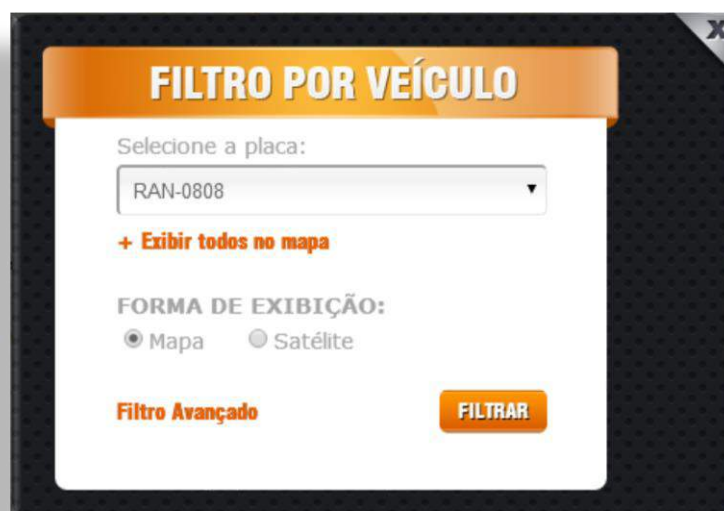 X
FILTRO POR VEÍCULO
Selecione a placa:
RAN-0808
+ Exibir todos no mapa
FORMA DE EXIBIÇÃO:
Mapa Satélite
Filtro Avançado FILTRAR